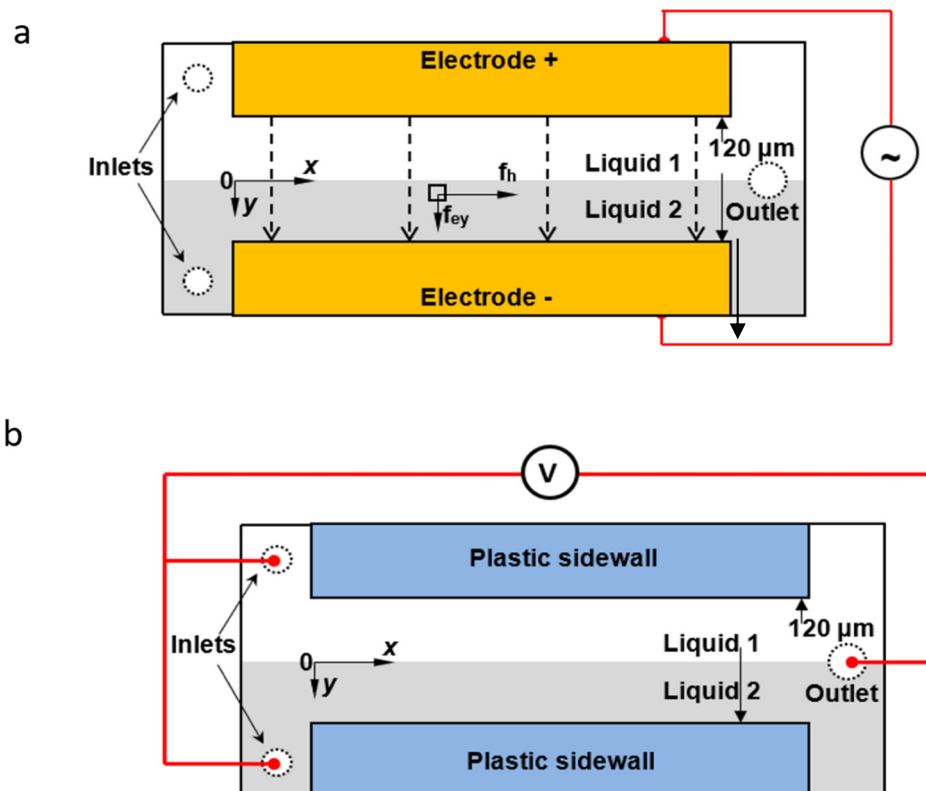 a
Electrode +
Inlets
0 x
y
fh
fey
Liquid 1
Liquid 2
120 µm
Outlet
~
Electrode -
b
V
Plastic sidewall
Inlets
0 x
y
Liquid 1
Liquid 2
120 µm
Outlet
Plastic sidewall